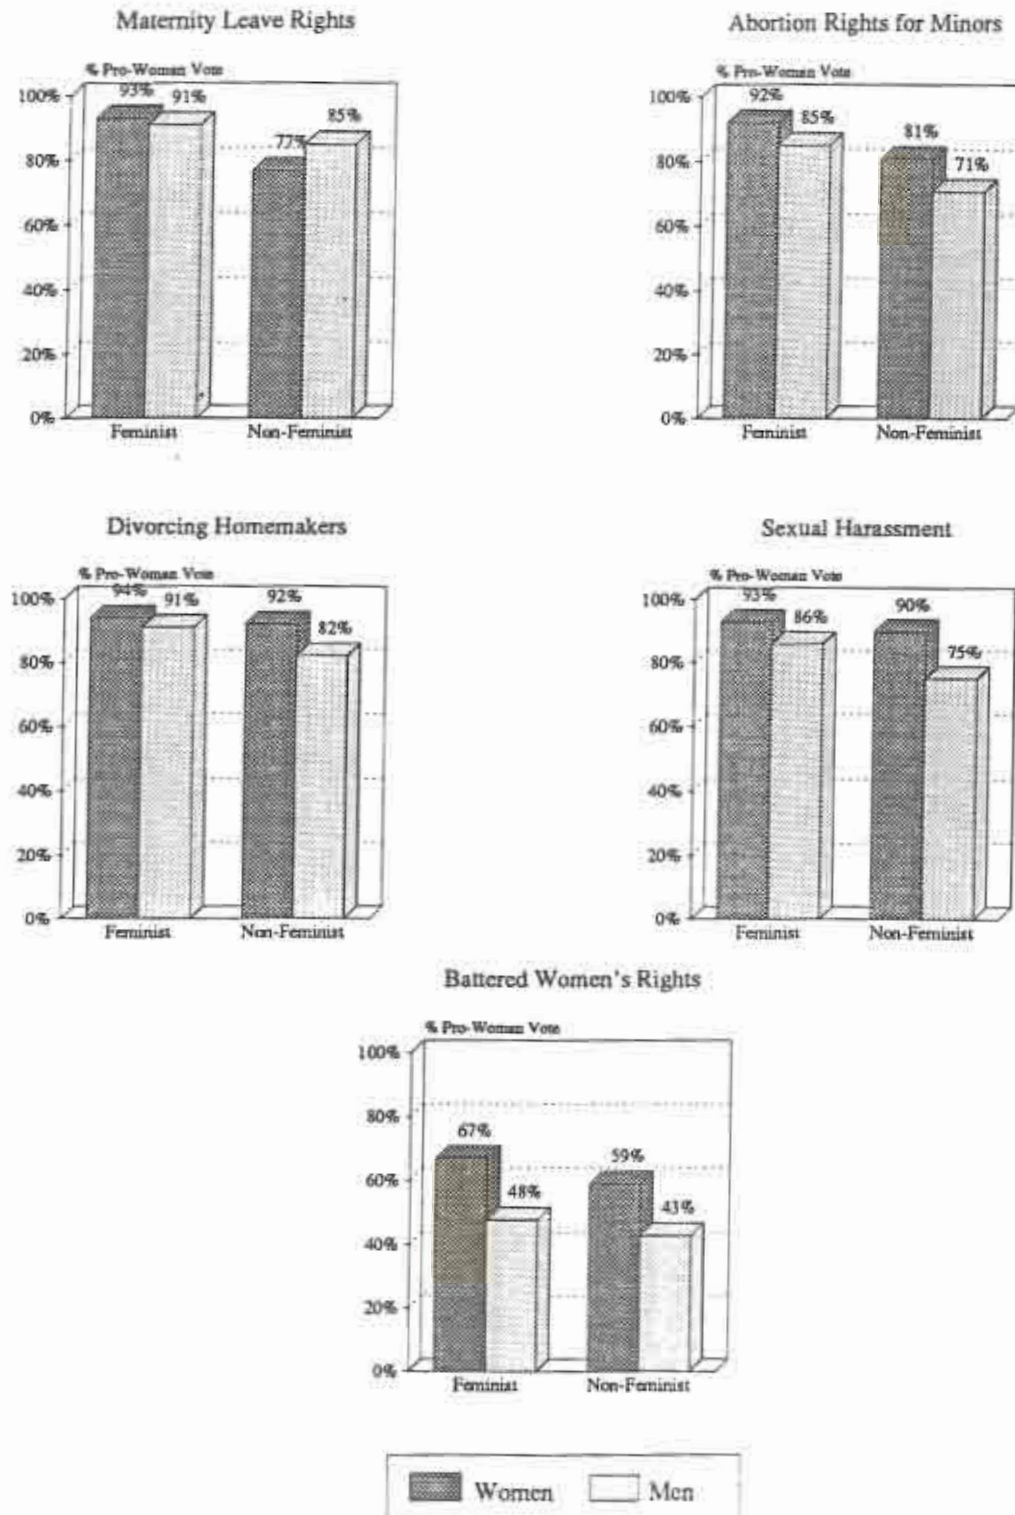 Maternity Leave Rights
% Pro-Woman Vote
93% 91% 77% 85%
100%
80%
60%
40%
20%
0%
Feminist Non-Feminist
Abortion Rights for Minors
% Pro-Woman Vote
92% 85% 81% 71%
100%
80%
60%
40%
20%
0%
Feminist Non-Feminist
Divorcing Homemakers
% Pro-Woman Vote
94% 91% 92% 82%
100%
80%
60%
40%
20%
0%
Feminist Non-Feminist
Sexual Harassment
% Pro-Woman Vote
93% 86% 90% 75%
100%
80%
60%
40%
20%
0%
Feminist Non-Feminist
Battered Women's Rights
% Pro-Woman Vote
67% 48% 59% 43%
100%
80%
60%
40%
20%
0%
Feminist Non-Feminist
Women Men